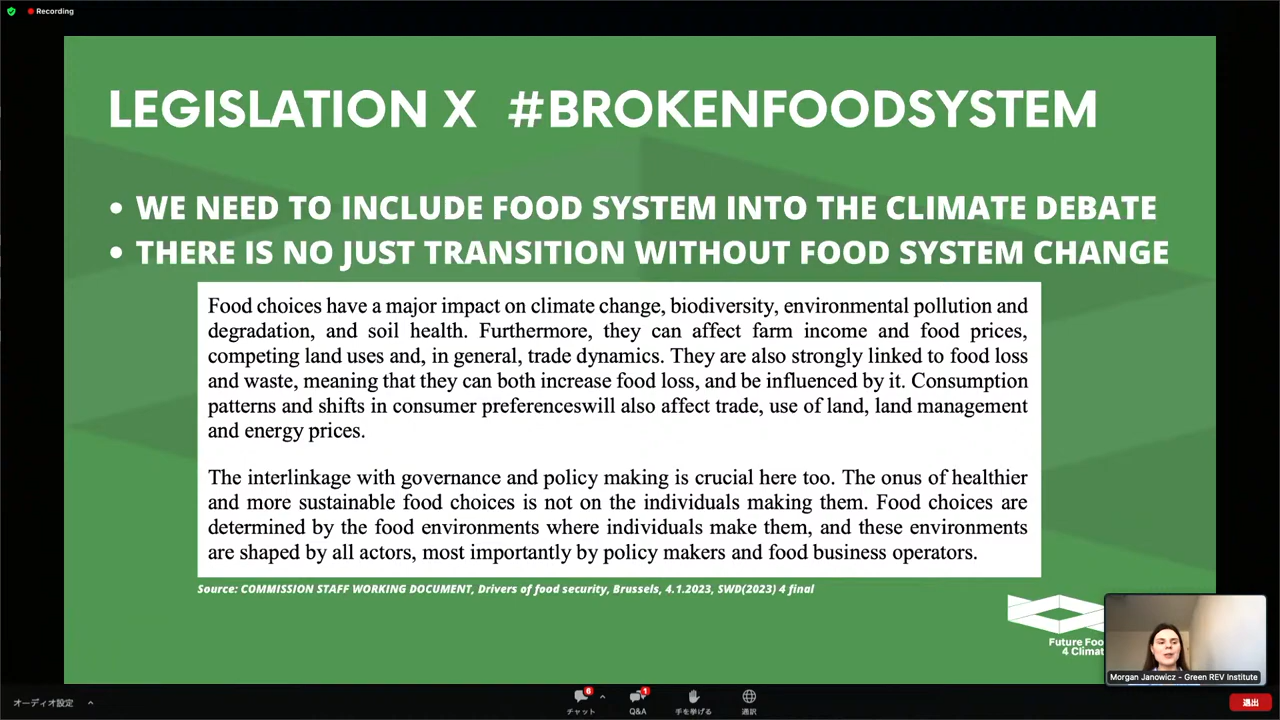 Recording
LEGISLATION X #BROKENFOODSYSTEM
• WE NEED TO INCLUDE FOOD SYSTEM INTO THE CLIMATE DEBATE
• THERE IS NO JUST TRANSITION WITHOUT FOOD SYSTEM CHANGE
Food choices have a major impact on climate change, biodiversity, environmental pollution and
degradation, and soil health. Furthermore, they can affect farm income and food prices,
competing land uses and, in general, trade dynamics. They are also strongly linked to food loss
and waste, meaning that they can both increase food loss, and be influenced by it. Consumption
patterns and shifts in consumer preferenceswill also affect trade, use of land, land management
and energy prices.
The interlinkage with governance and policy making is crucial here too. The onus of healthier
and more sustainable food choices is not on the individuals making them. Food choices are
determined by the food environments where individuals make them, and these environments
are shaped by all actors, most importantly by policy makers and food business operators.
Source: COMMISSION STAFF WORKING DOCUMENT, Drivers of food security, Brussels, 4.1.2023, SWD(2023) 4 final
Future Foo
4 Climat
Morgan Janowicz - Green REV Institute
オーディオ設定
6
チャット
1
Q&A
手を挙げる
通訳
退出